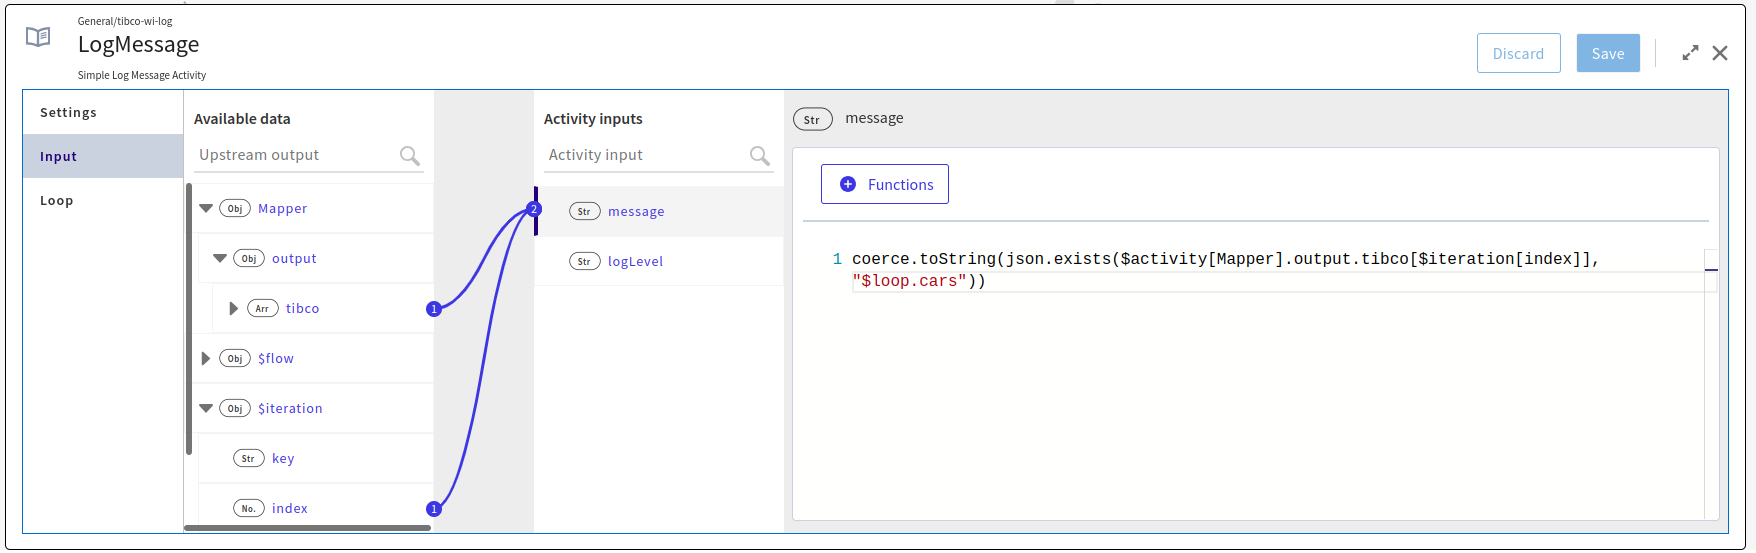 General/tibco-wi-log
LogMessage
Simple Log Message Activity
Discard
Save
Settings
Input
Loop
Available data
Upstream output
Obj Mapper
Obj output
Arr tibco
1
Obj $flow
Obj $iteration
Str key
No. index
1
Activity inputs
Activity input
2
Str message
Str logLevel
Str message
Functions
1 coerce.toString(json.exists($activity[Mapper].output.tibco[$iteration[index]],
"$loop.cars"))